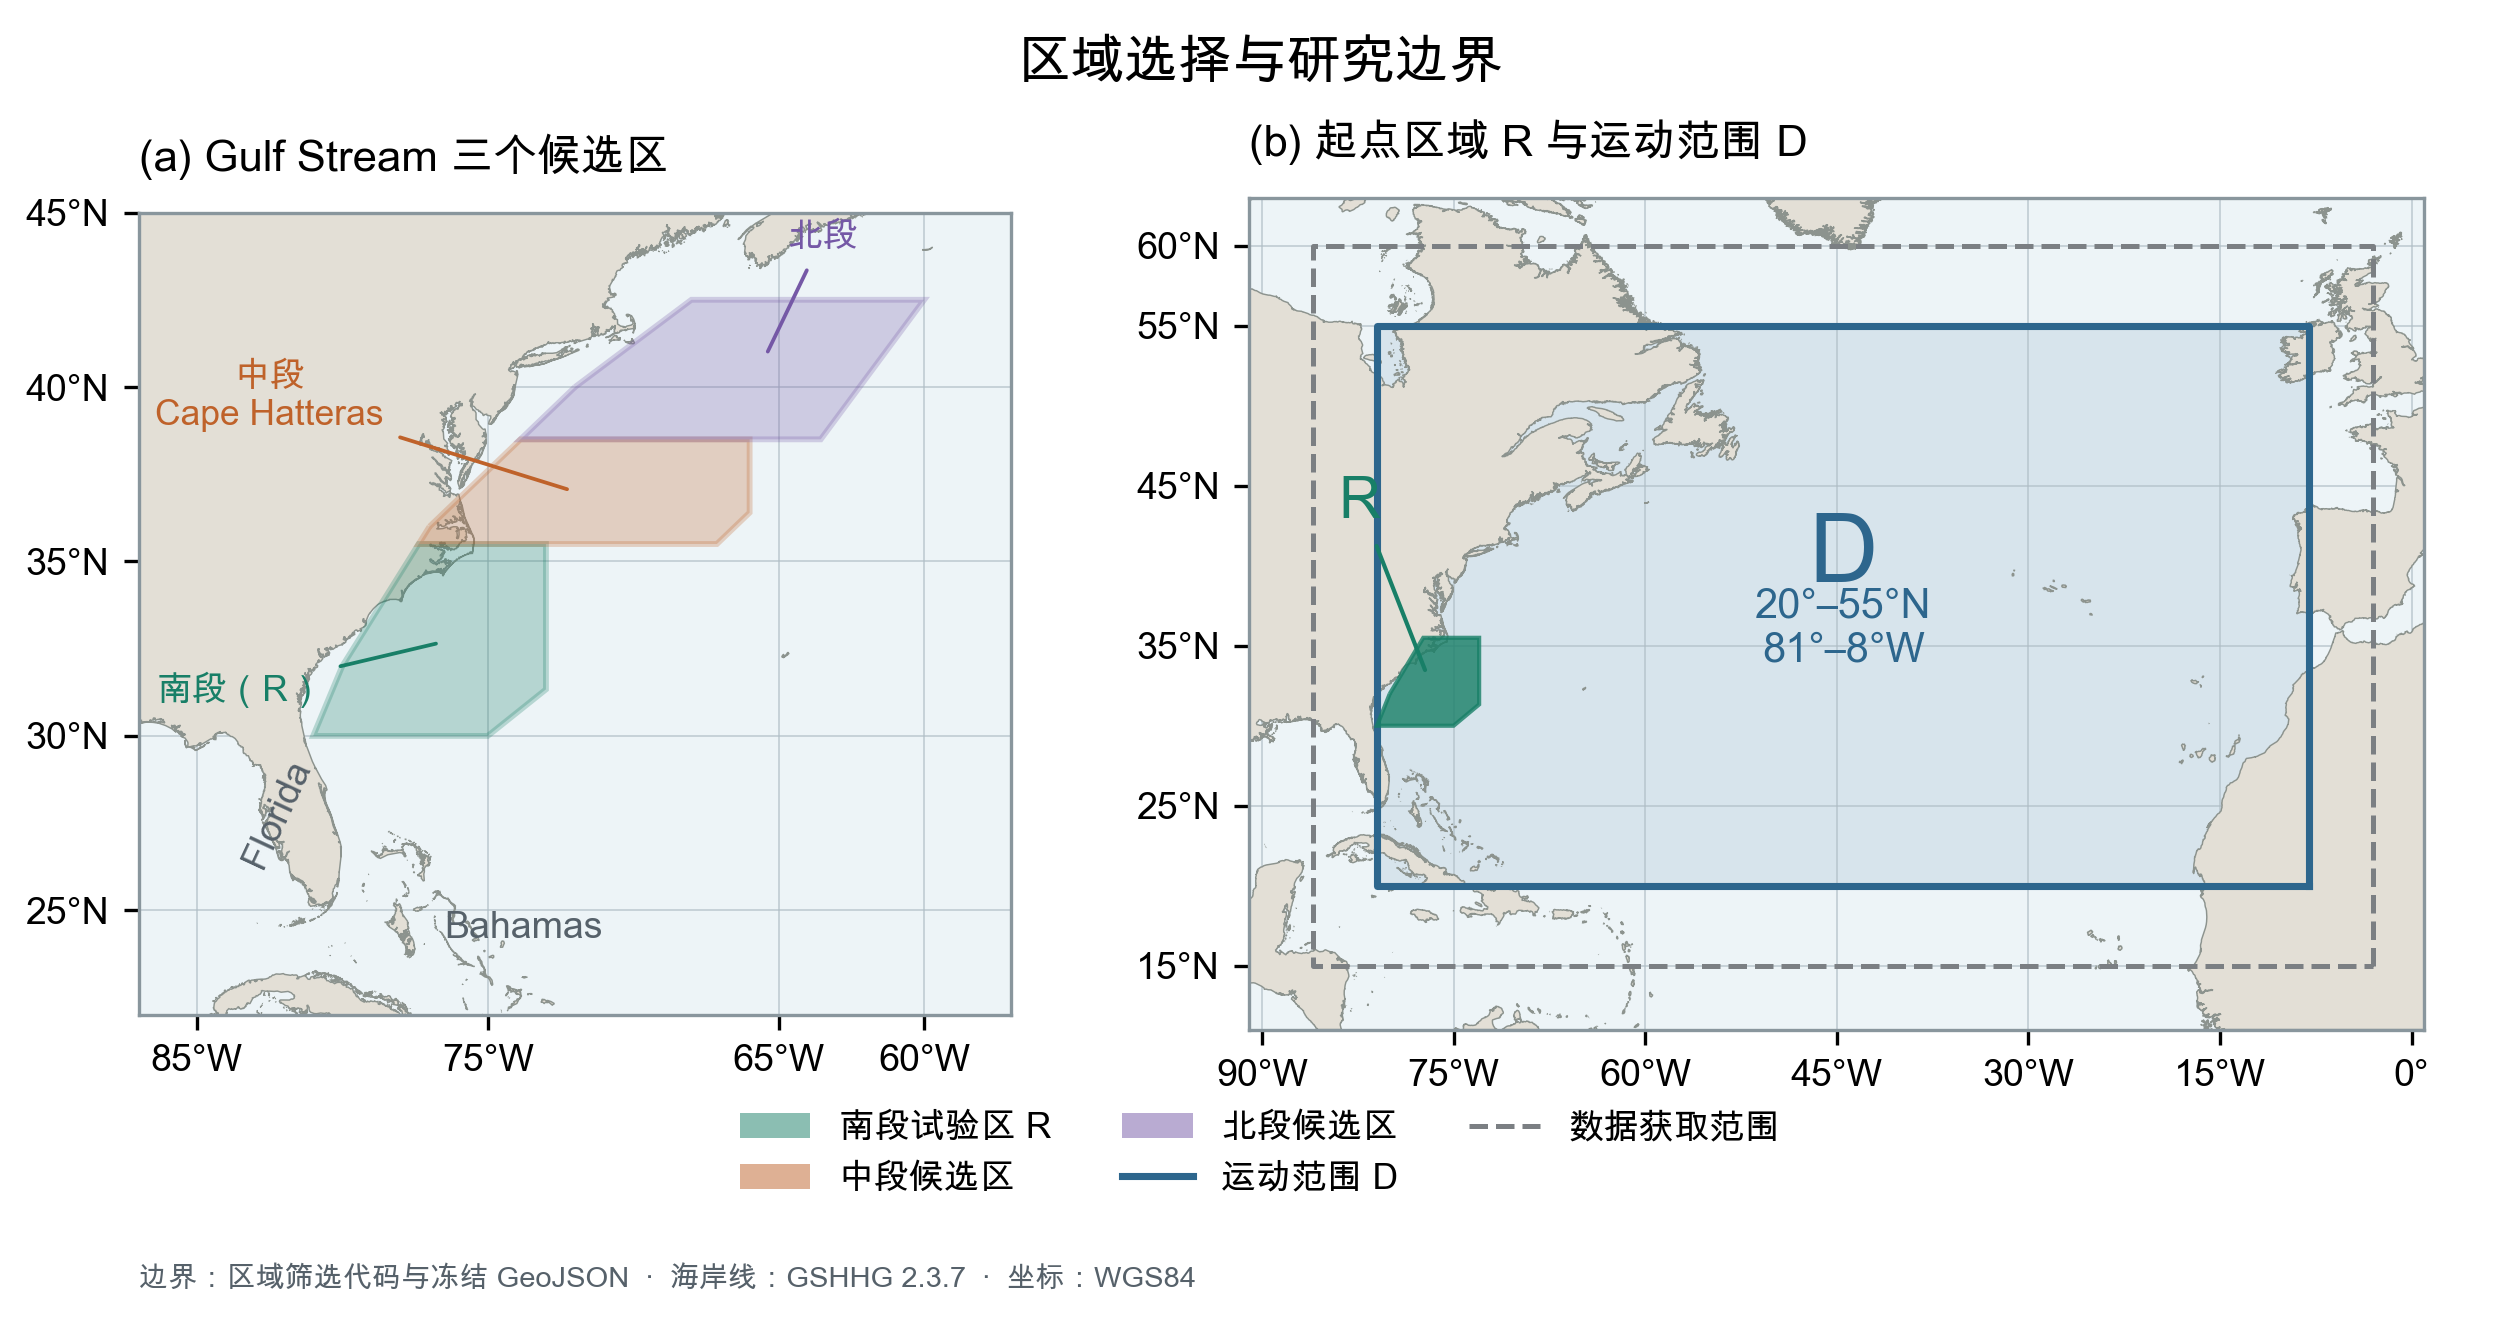 区域选择与研究边界
(a) Gulf Stream 三个候选区
45°N
40°N
35°N
30°N
25°N
85°W
75°W
65°W
60°W
北段
中段
Cape Hatteras
南段 ( R )
Florida
Bahamas
(b) 起点区域 R 与运动范围 D
60°N
55°N
45°N
35°N
25°N
15°N
90°W
75°W
60°W
45°W
30°W
15°W
0°
R
D
20°–55°N
81°–8°W
南段试验区 R
北段候选区
数据获取范围
中段候选区
运动范围 D
边界：区域筛选代码与冻结 GeoJSON · 海岸线：GSHHG 2.3.7 · 坐标：WGS84